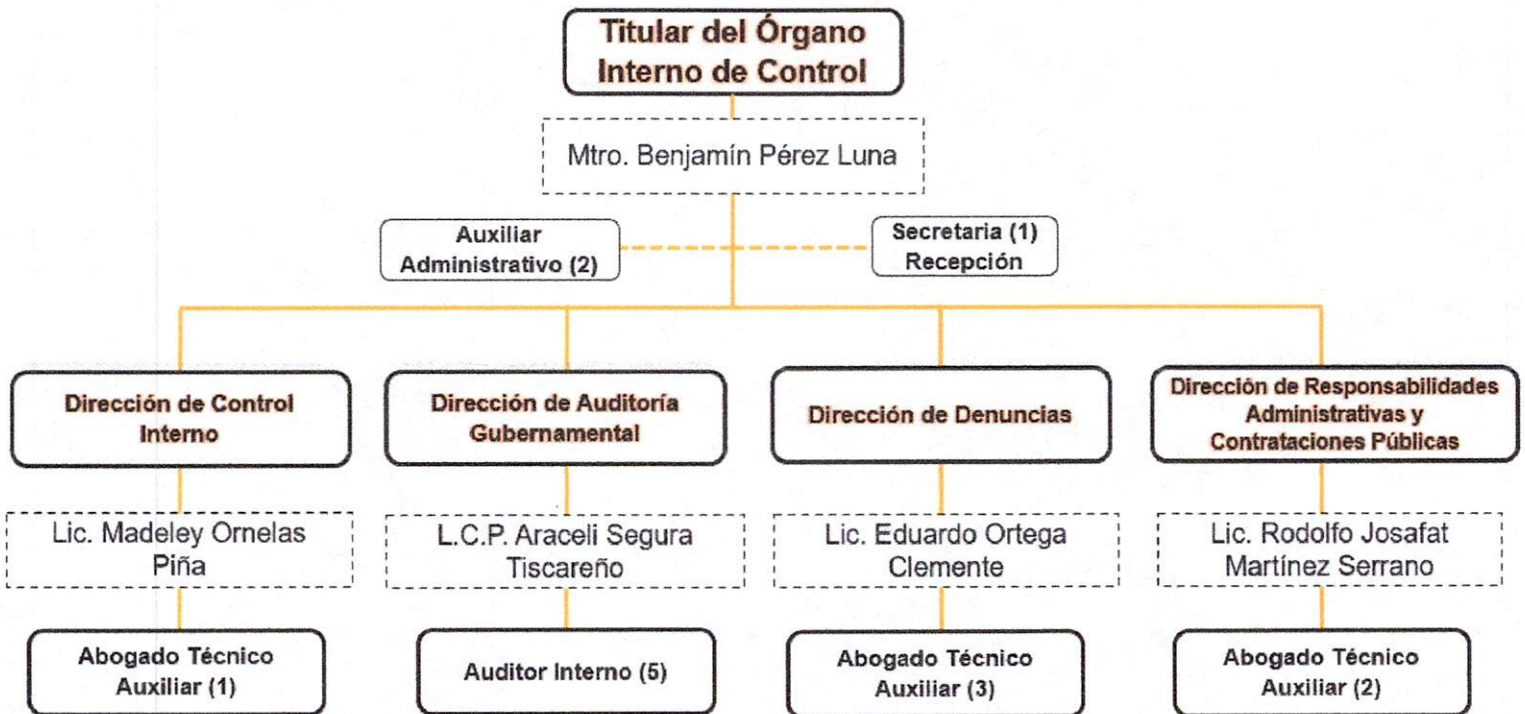 Titular del Órgano
Interno de Control
Mtro. Benjamín Pérez Luna
Auxiliar
Administrativo (2)
Secretaria (1)
Recepción
Dirección de Control
Interno
Dirección de Auditoría
Gubernamental
Dirección de Denuncias
Dirección de Responsabilidades
Administrativas y
Contrataciones Públicas
Lic. Madeley Ornelas
Piña
L.C.P. Araceli Segura
Tiscareño
Lic. Eduardo Ortega
Clemente
Lic. Rodolfo Josafat
Martínez Serrano
Abogado Técnico
Auxiliar (1)
Auditor Interno (5)
Abogado Técnico
Auxiliar (3)
Abogado Técnico
Auxiliar (2)